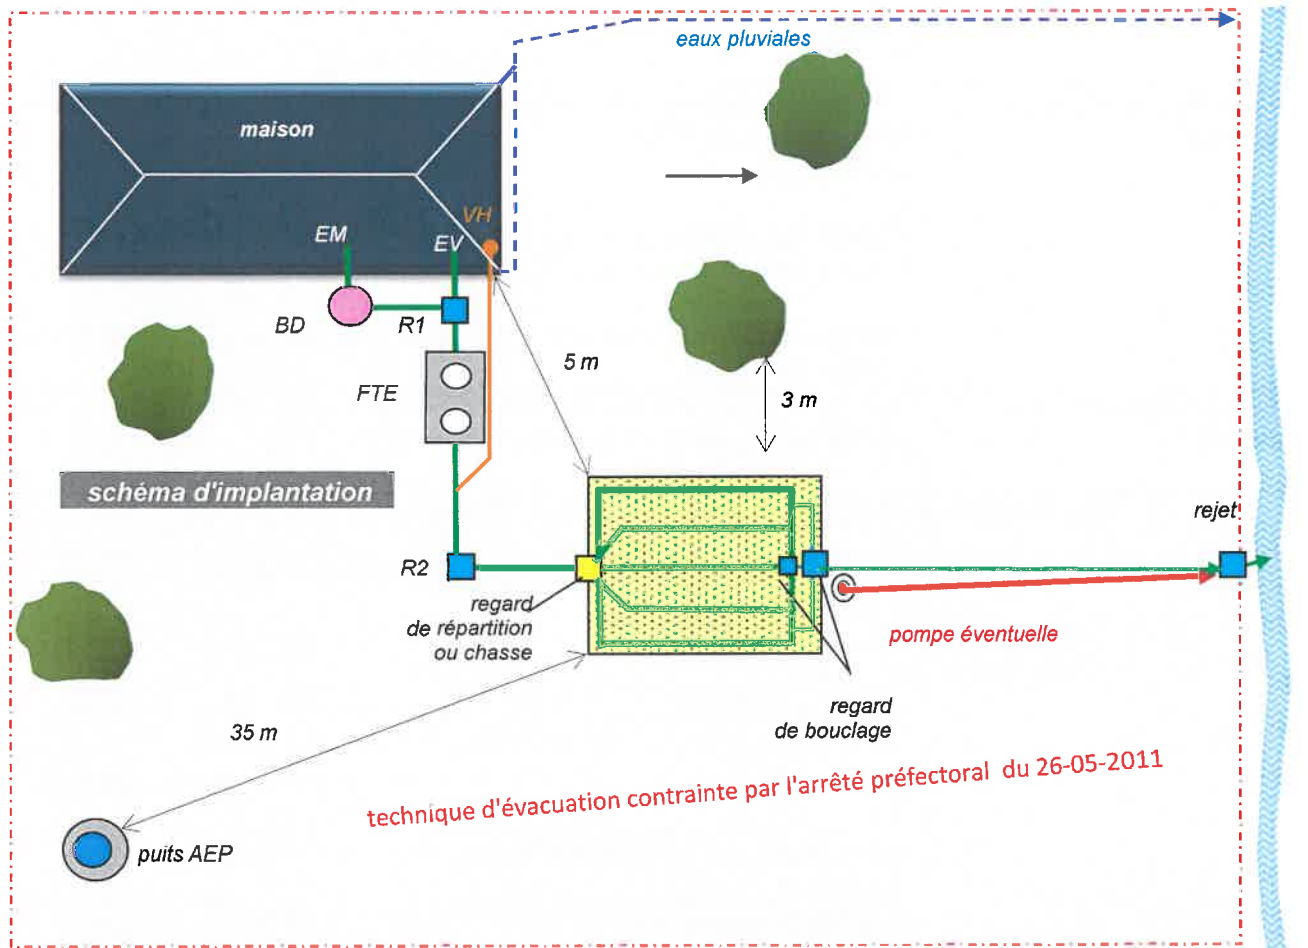 eaux pluviales
maison
VH
EM
EV
BD
R1
5 m
FTE
3 m
schéma d'implantation
rejet
R2
regard
de répartition
ou chasse
pompe éventuelle
regard
de bouclage
35 m
technique d'évacuation contrainte par l'arrêté préfectoral du 26-05-2011
puits AEP